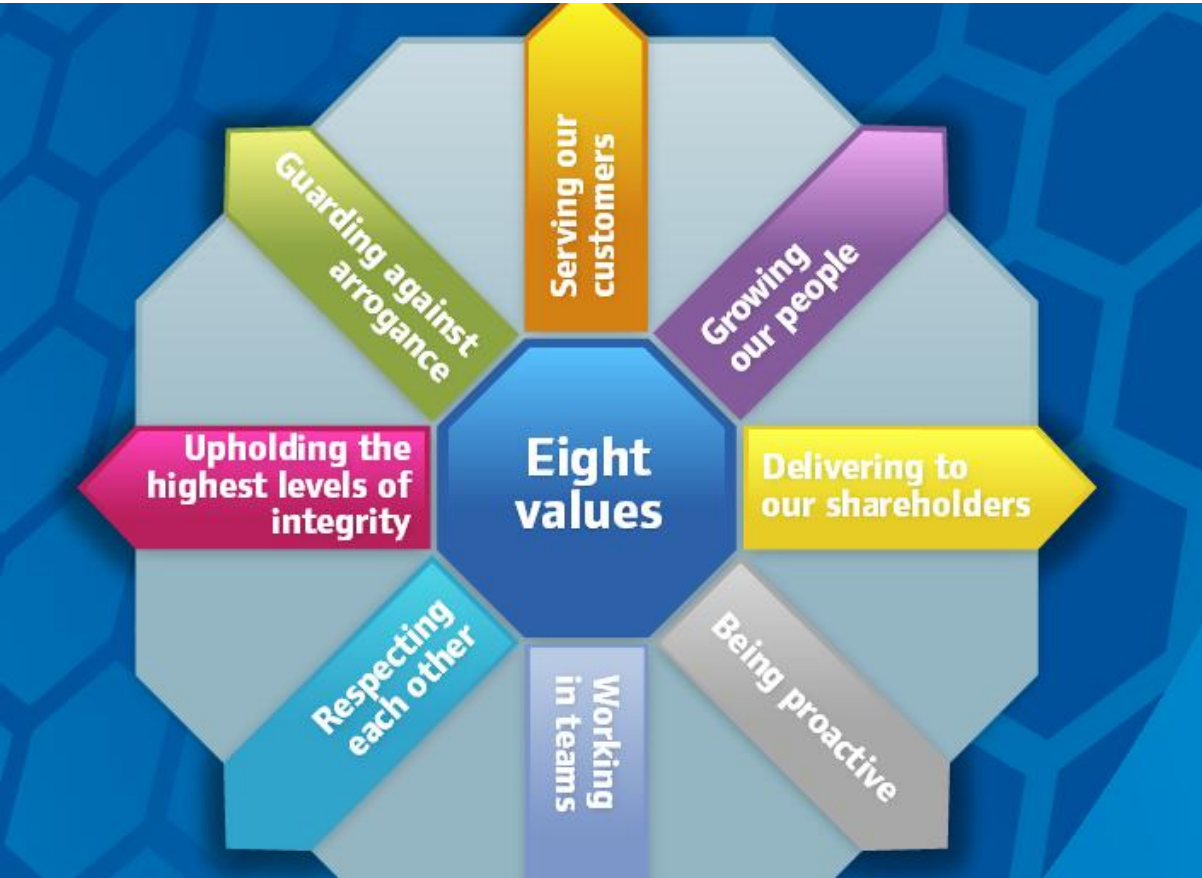 Serving our
customers
Growing
our people
Delivering to
our shareholders
Being proactive
Working
in teams
Respecting
each other
Upholding the
highest levels of
integrity
Guarding against
arrogance
Eight
values